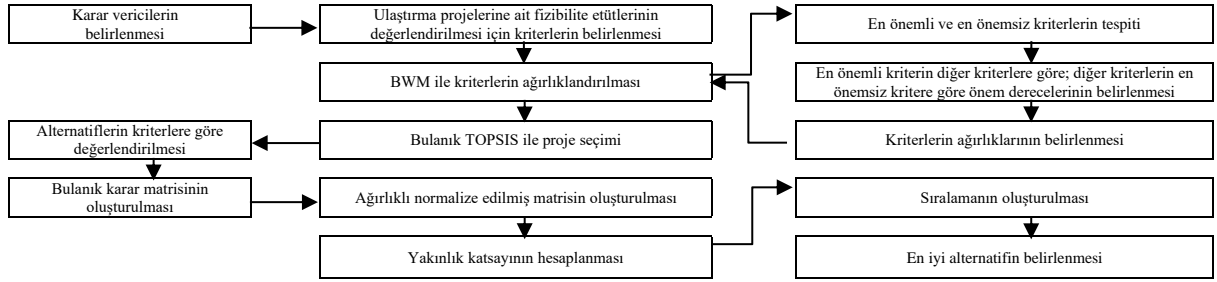 Karar vericilerin
belirlenmesi
Ulaştırma projelerine ait fizibilite etütlerinin
değerlendirilmesi için kriterlerin belirlenmesi
En önemli ve en önemsiz kriterlerin tespiti
BWM ile kriterlerin ağırlıklandırılması
En önemli kriterin diğer kriterlere göre; diğer kriterlerin en
önemsiz kritere göre önem derecelerinin belirlenmesi
Alternatiflerin kriterlere göre
değerlendirilmesi
Bulanık TOPSIS ile proje seçimi
Kriterlerin ağırlıklarının belirlenmesi
Bulanık karar matrisinin
oluşturulması
Ağırlıklı normalize edilmiş matrisin oluşturulması
Sıralamanın oluşturulması
Yakınlık katsayının hesaplanması
En iyi alternatifin belirlenmesi